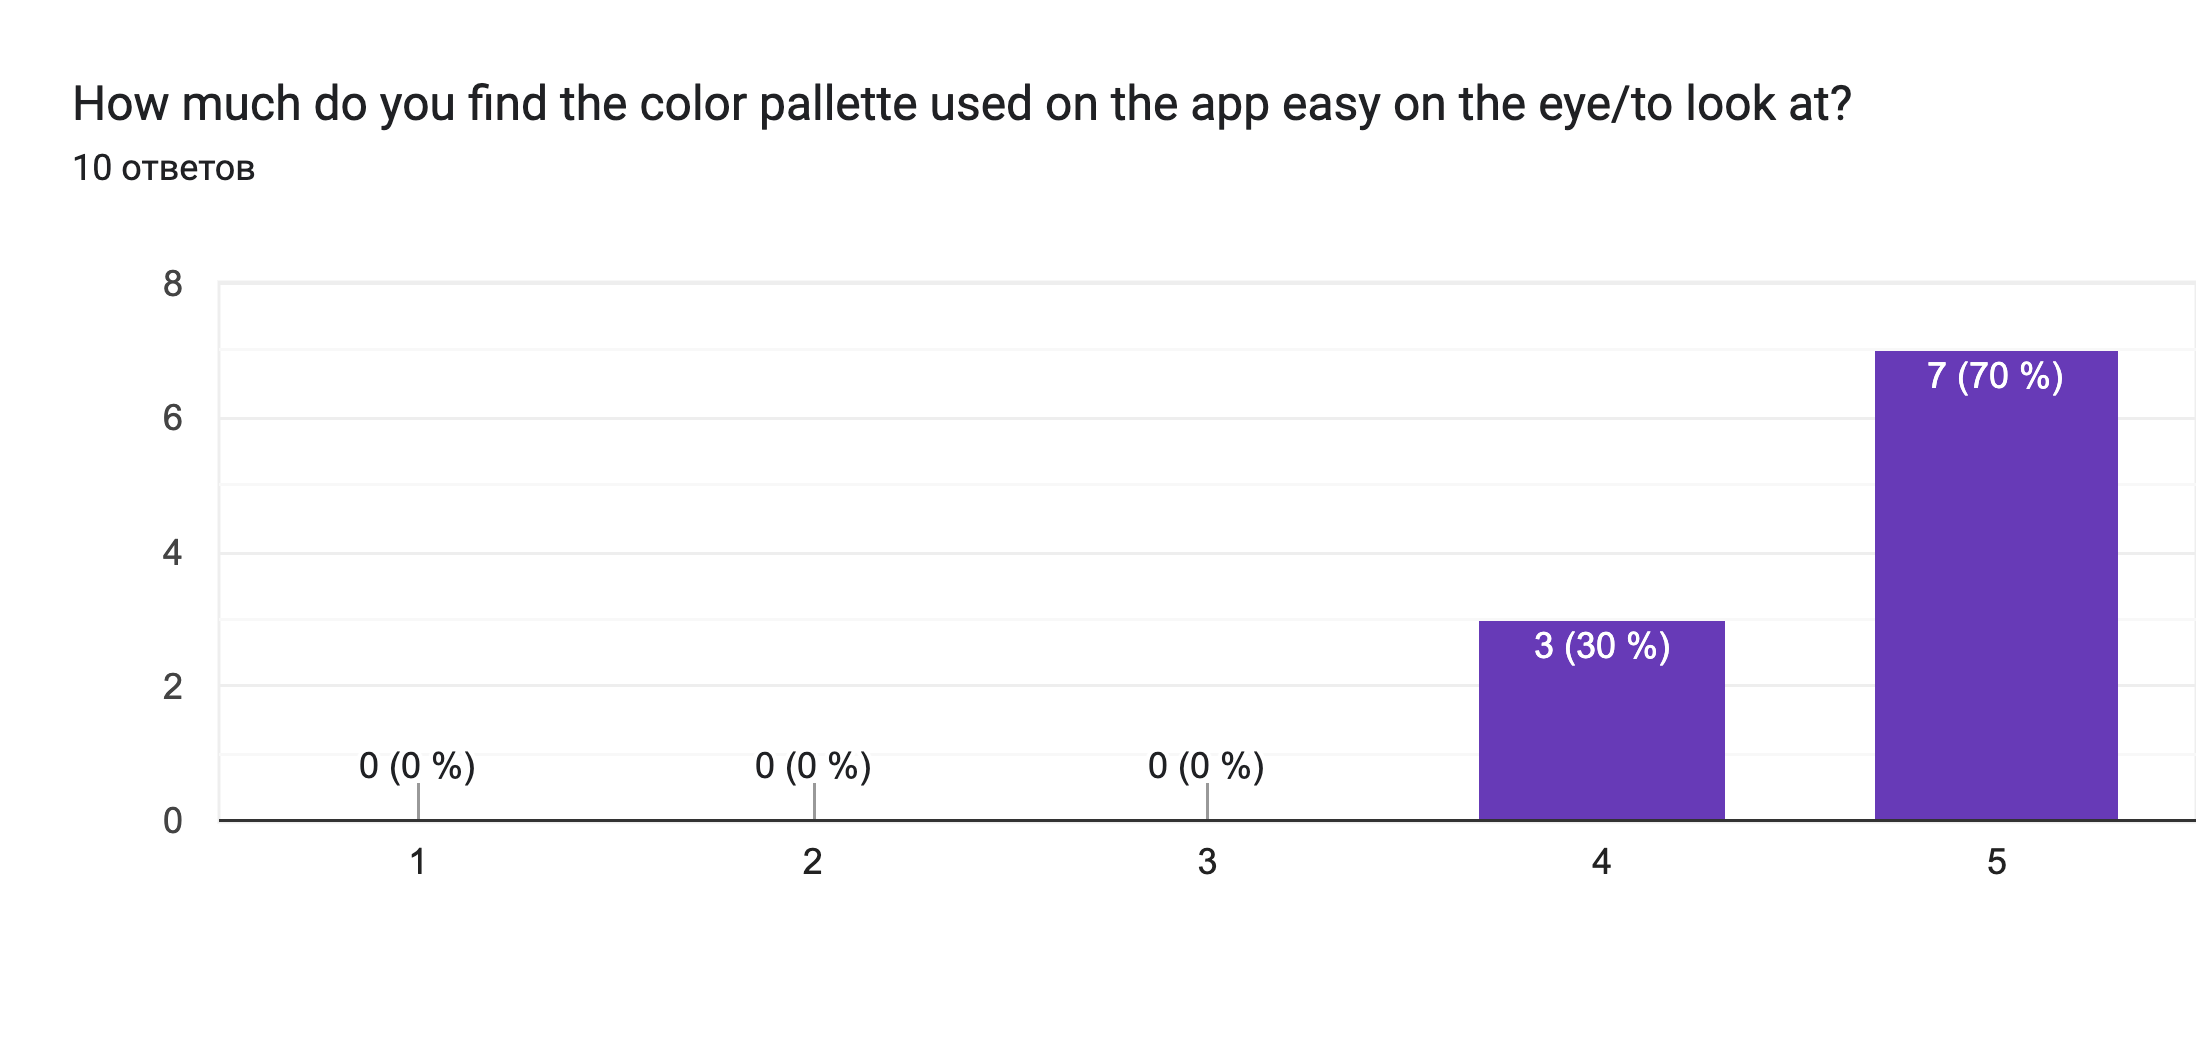 How much do you find the color pallette used on the app easy on the eye/to look at?
10 ответов
8
6
4
2
0
0 (0 %)
0 (0 %)
0 (0 %)
3 (30 %)
7 (70 %)
1
2
3
4
5